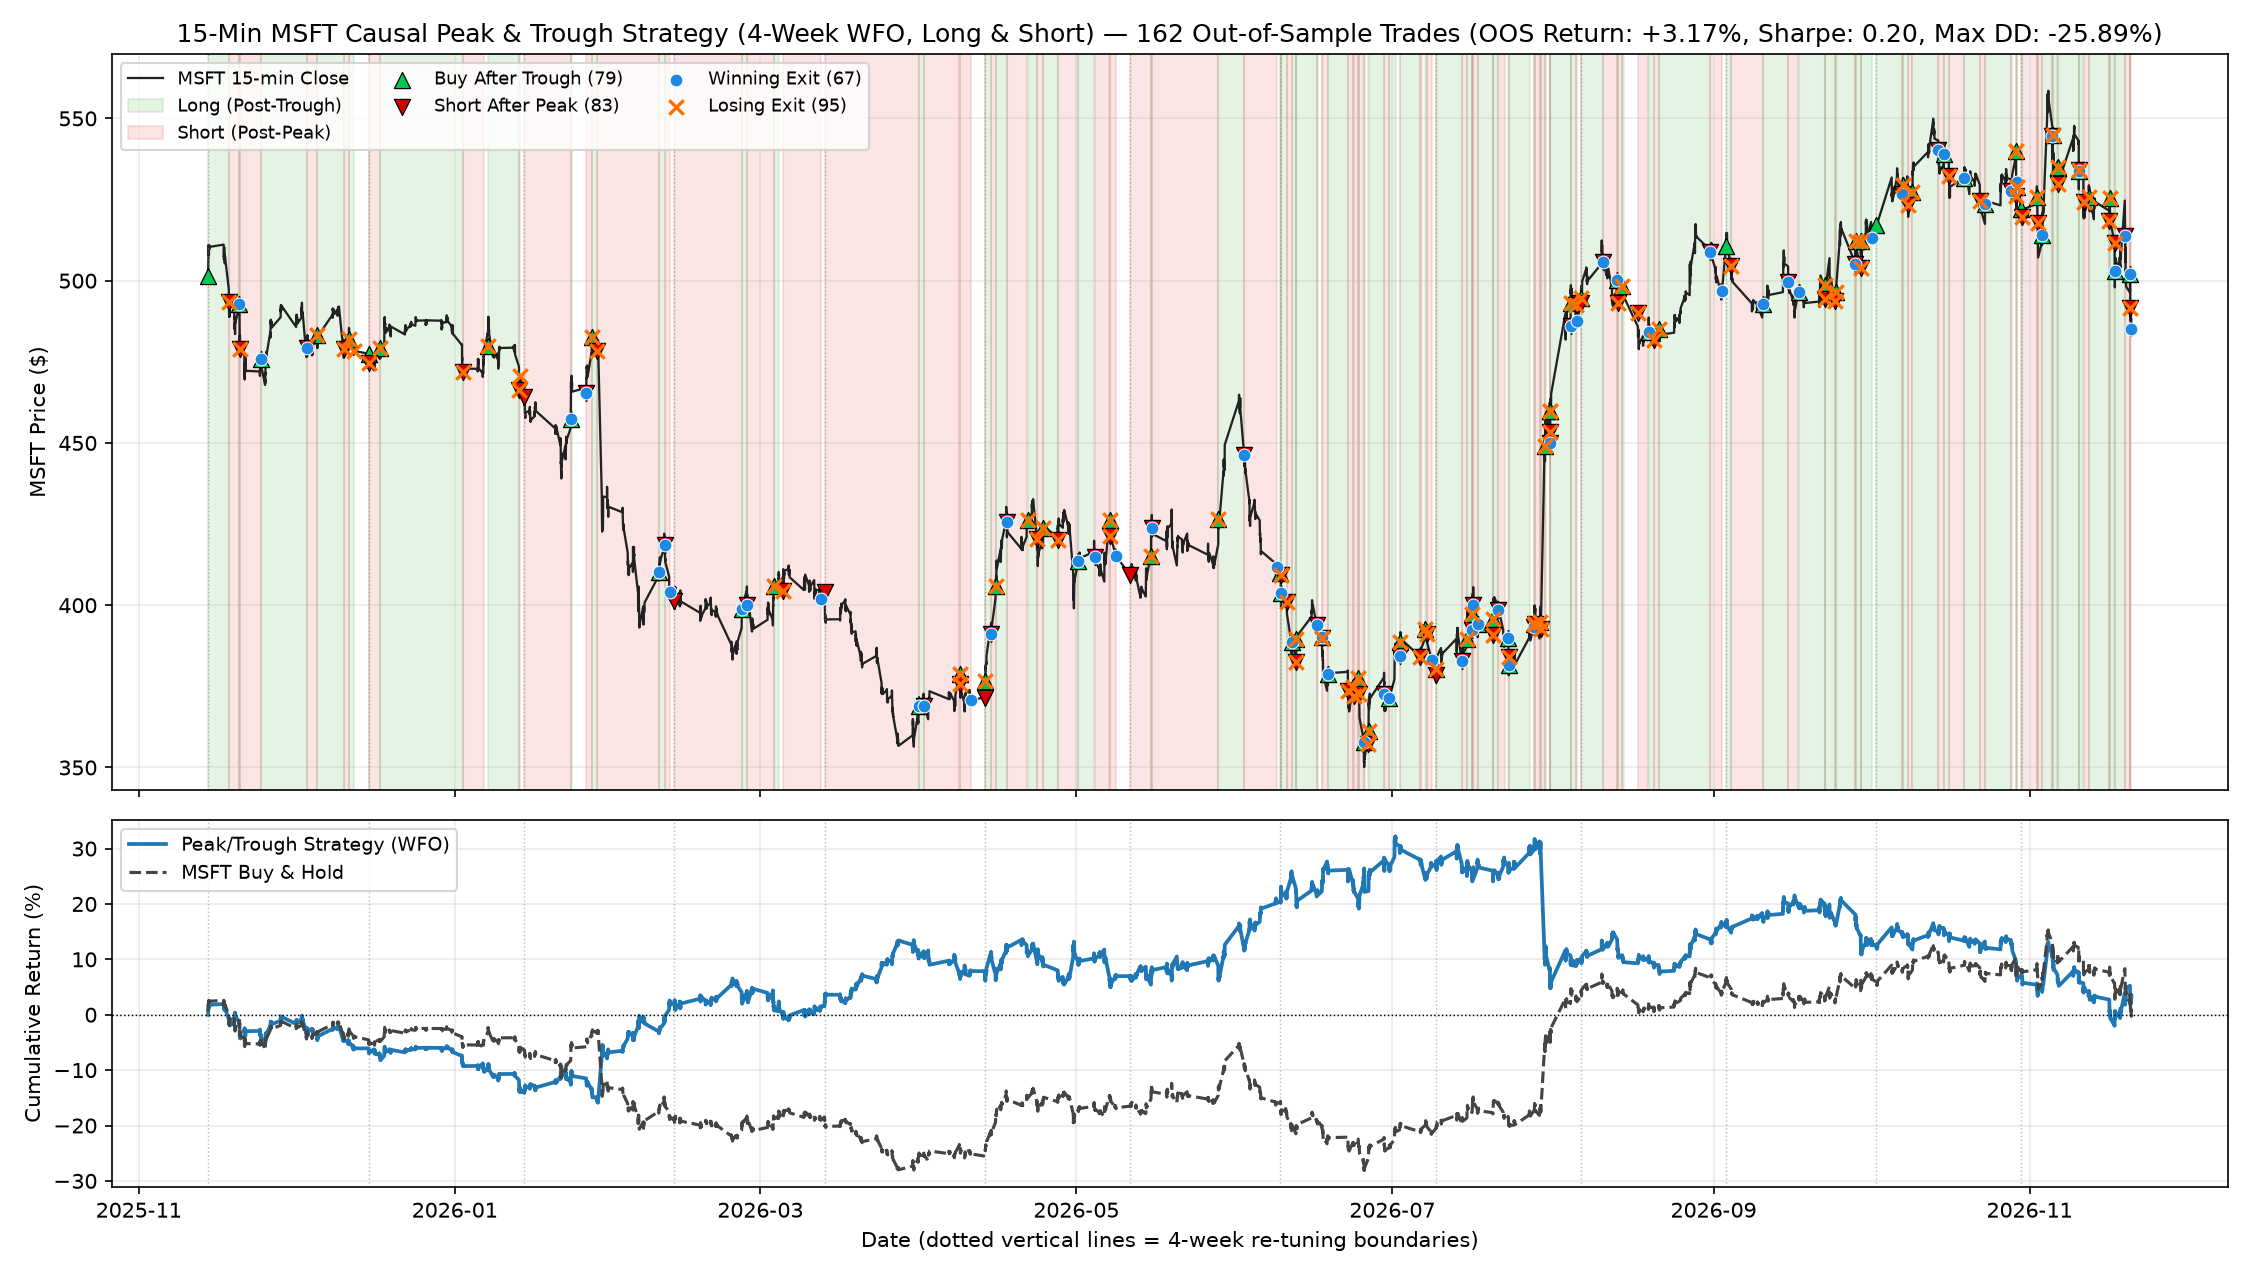 15-Min MSFT Causal Peak & Trough Strategy (4-Week WFO, Long & Short) — 162 Out-of-Sample Trades (OOS Return: +3.17%, Sharpe: 0.20, Max DD: -25.89%)
MSFT 15-min Close
Long (Post-Trough)
Short (Post-Peak)
Buy After Trough (79)
Short After Peak (83)
Winning Exit (67)
Losing Exit (95)
MSFT Price ($)
550
500
450
400
350
Peak/Trough Strategy (WFO)
MSFT Buy & Hold
Cumulative Return (%)
30
20
10
0
−10
−20
−30
2025-11
2026-01
2026-03
2026-05
2026-07
2026-09
2026-11
Date (dotted vertical lines = 4-week re-tuning boundaries)